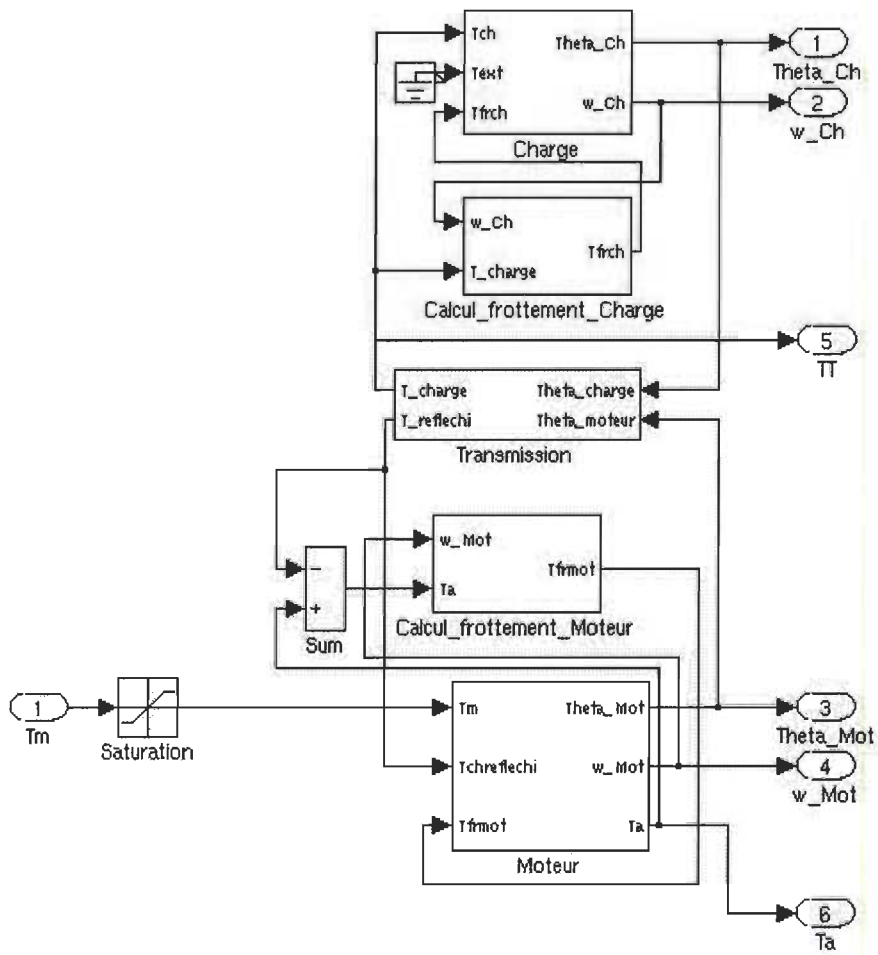 Tch
Theta_Ch
1
Theta_Ch
Text
w_Ch
2
w_Ch
Tfrch
Charge
w_Ch
Tfrch
T_charge
Calcul_frottement_Charge
5
TT
T_charge
Theta_charge
T_reflechi
Theta_moteur
Transmission
w_Mot
Tfrmot
Ta
Calcul_frottement_Moteur
-
+
Sum
1
Tm
Saturation
Tm
Theta_Mot
3
Theta_Mot
Tchreflechi
w_Mot
4
w_Mot
Tfrmot
Ta
Moteur
6
Ta